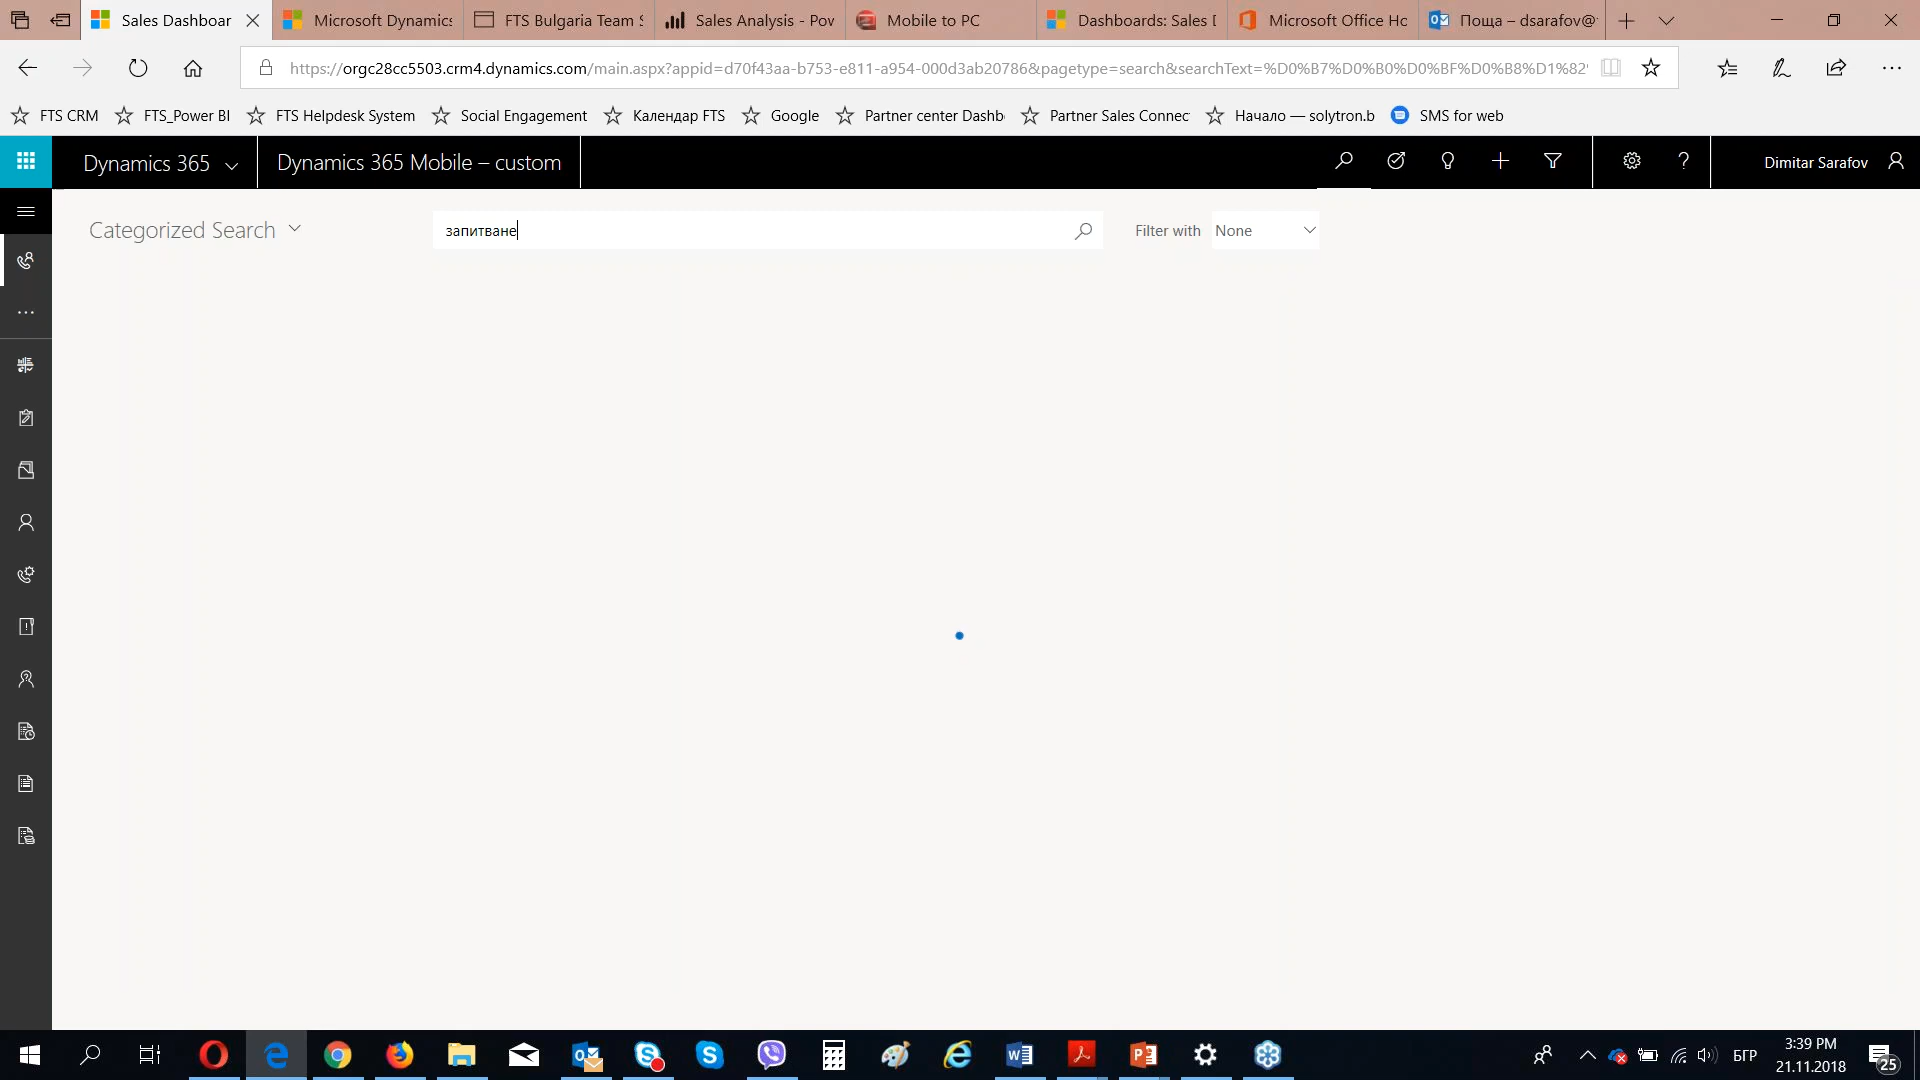 Sales Dashboar
Microsoft Dynamics
FTS Bulgaria Team S
Sales Analysis - Pov
Mobile to PC
Dashboards: Sales D
Microsoft Office Hc
Поща – dsarafov@
https://orgc28cc5503.crm4.dynamics.com/main.aspx?appid=d70f43aa-b753-e811-a954-000d3ab20786&pagetype=search&searchText=%D0%B7%D0%B0%D0%BF%D0%B8%D1%82%
FTS CRM
FTS_Power BI
FTS Helpdesk System
Social Engagement
Календар FTS
Google
Partner center Dashb
Partner Sales Connec
Начало — solytron.b
SMS for web
Dynamics 365
Dynamics 365 Mobile – custom
Dimitar Sarafov
Categorized Search
запитване
Filter with
None
БГР
3:39 PM
21.11.2018
25